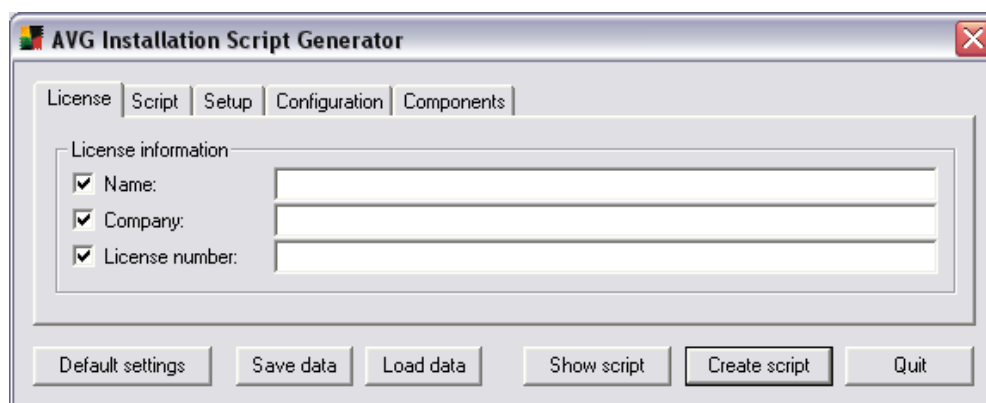 AVG Installation Script Generator
License Script Setup Configuration Components
License information
Name:
Company:
License number:
Default settings Save data Load data Show script Create script Quit